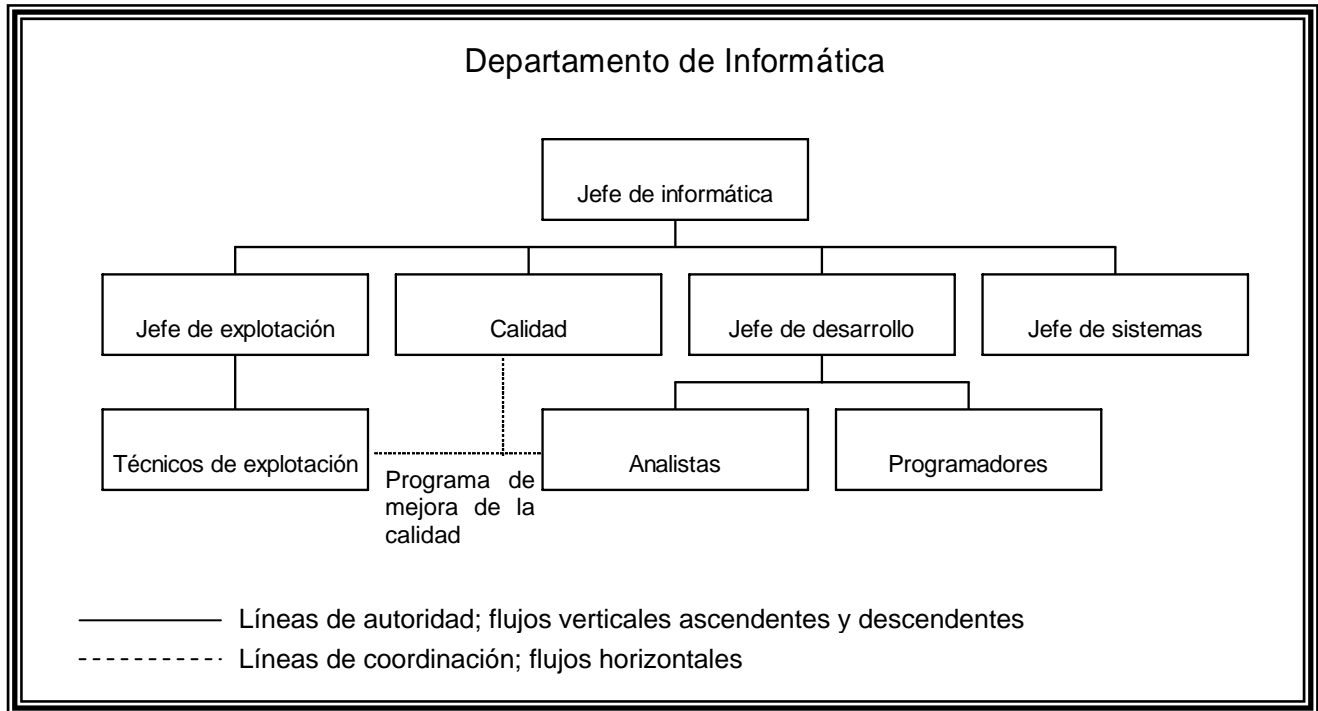 Departamento de Informática
Jefe de informática
Jefe de explotación
Calidad
Jefe de desarrollo
Jefe de sistemas
Técnicos de explotación
Analistas
Programadores
Programa de
mejora de la
calidad
Líneas de autoridad; flujos verticales ascendentes y descendentes
Líneas de coordinación; flujos horizontales